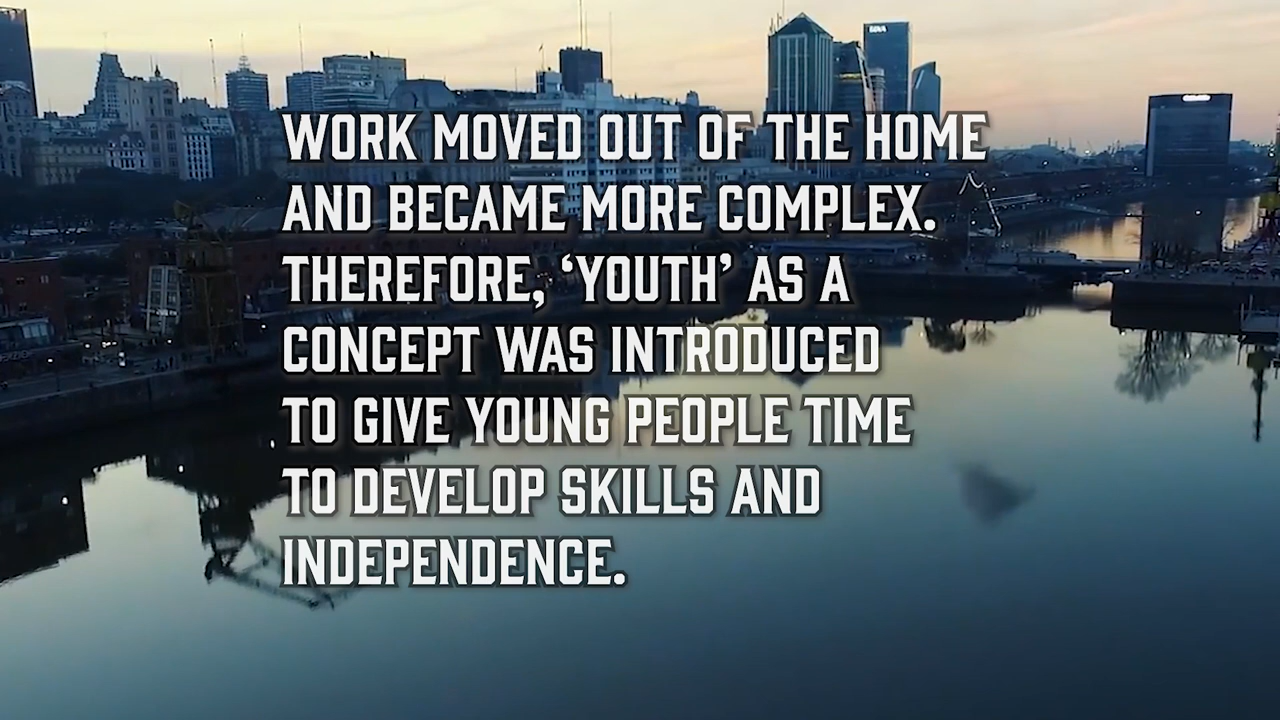 BBVA
WORK MOVED OUT OF THE HOME
AND BECAME MORE COMPLEX.
THEREFORE, ‘YOUTH’ AS A
CONCEPT WAS INTRODUCED
TO GIVE YOUNG PEOPLE TIME
TO DEVELOP SKILLS AND
INDEPENDENCE.